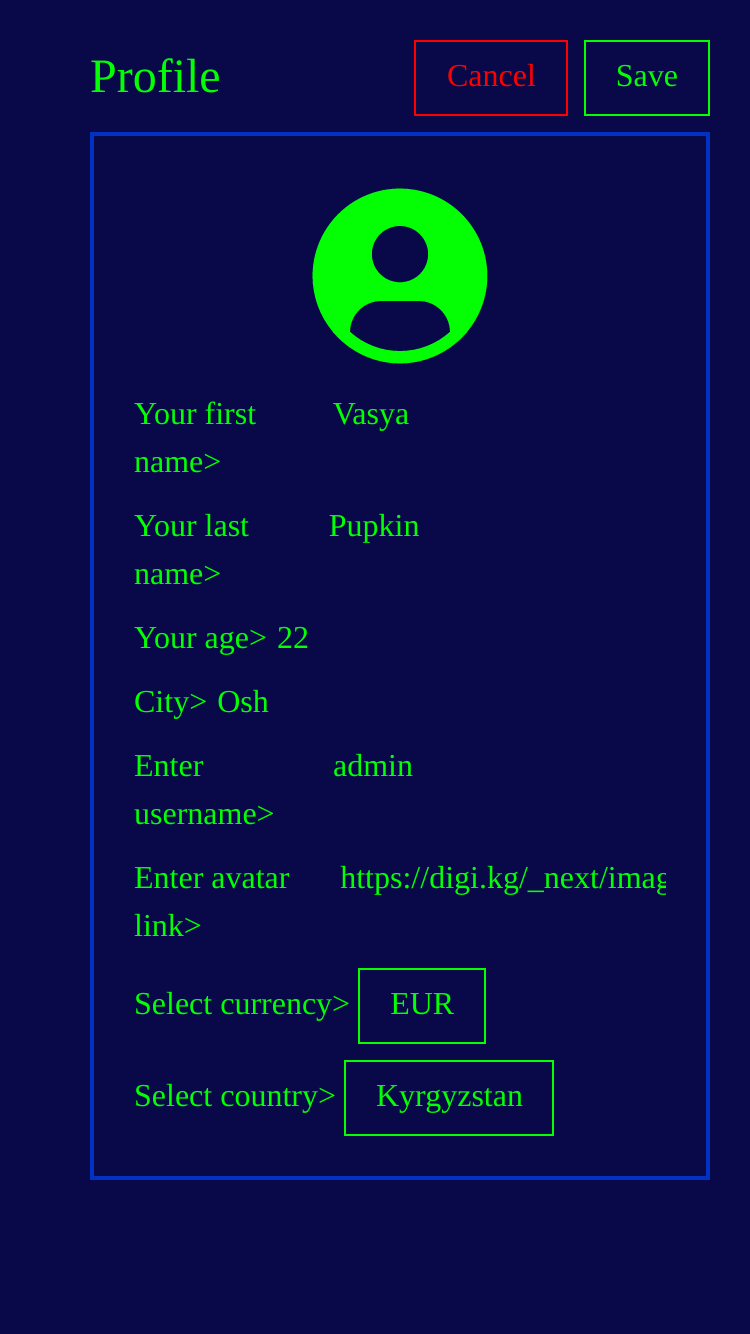 Profile
Cancel
Save
Your first
name>
Vasya
Your last
name>
Pupkin
Your age> 22
City> Osh
Enter
username>
admin
Enter avatar
link>
https://digi.kg/_next/imag
Select currency> EUR
Select country> Kyrgyzstan